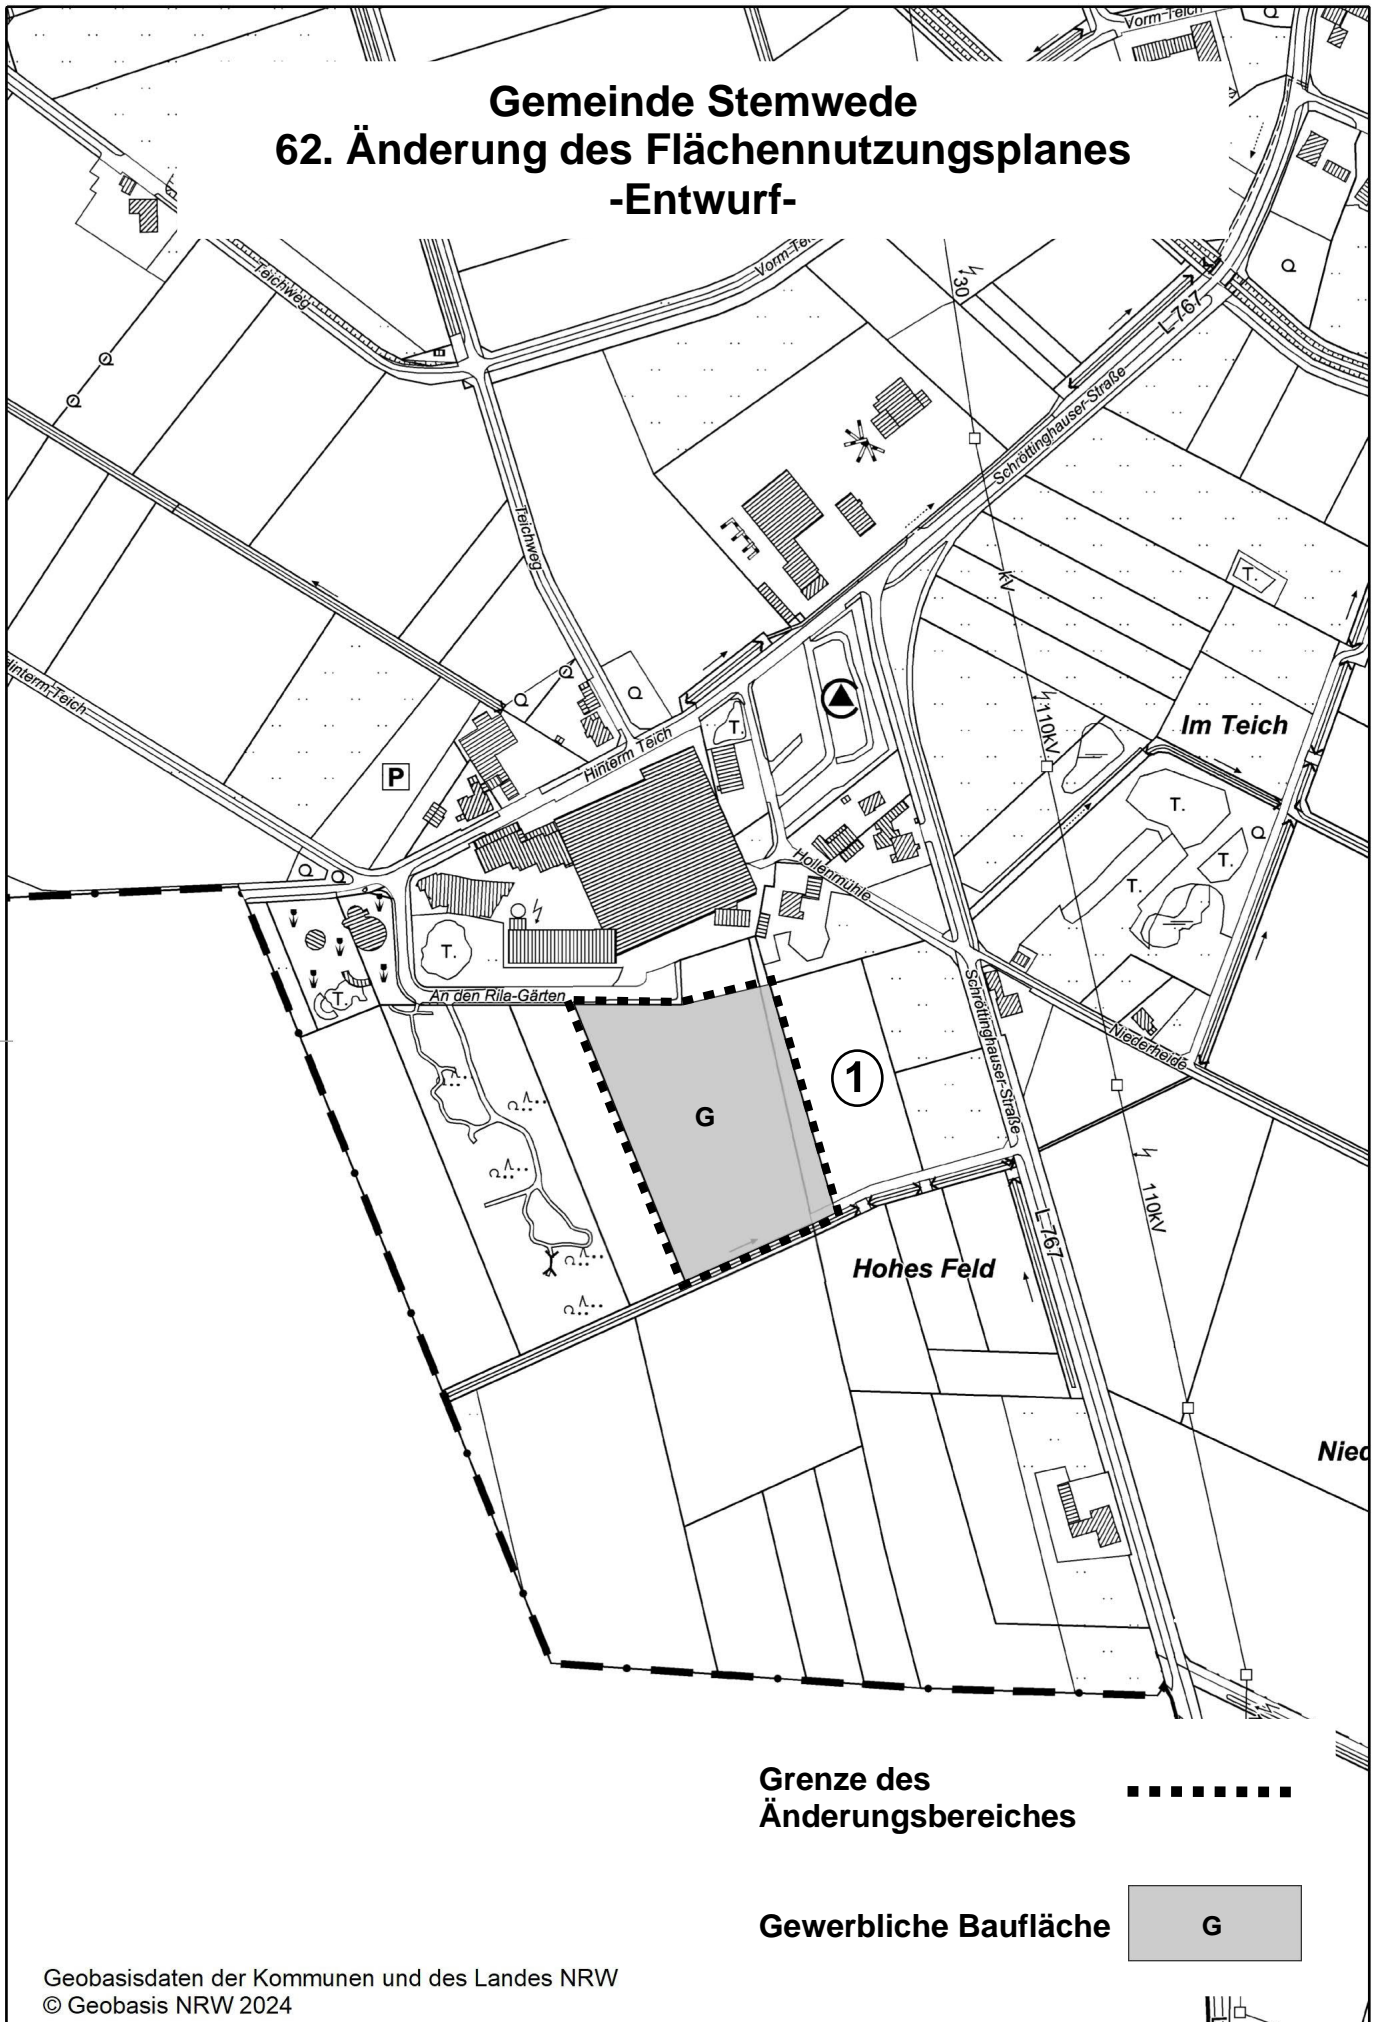 Vorm-Teich
Gemeinde Stemwede
62. Änderung des Flächennutzungsplanes
-Entwurf-
Teichweg
Vorm-Tei
30
L 767
Schröttinghauser-Straße
Teichweg
kV
T.
Hinterm-Teich
110kV
Im Teich
T.
Hinterm Teich
P
T.
T.
T.
Hollenmühle
T.
T.
An den Rila-Gärten
Schröttinghauser-Straße
Niederheide
1
G
110kV
L 767
Hohes Feld
Nied
Grenze des
Änderungsbereiches
Gewerbliche Baufläche
G
Geobasisdaten der Kommunen und des Landes NRW
© Geobasis NRW 2024